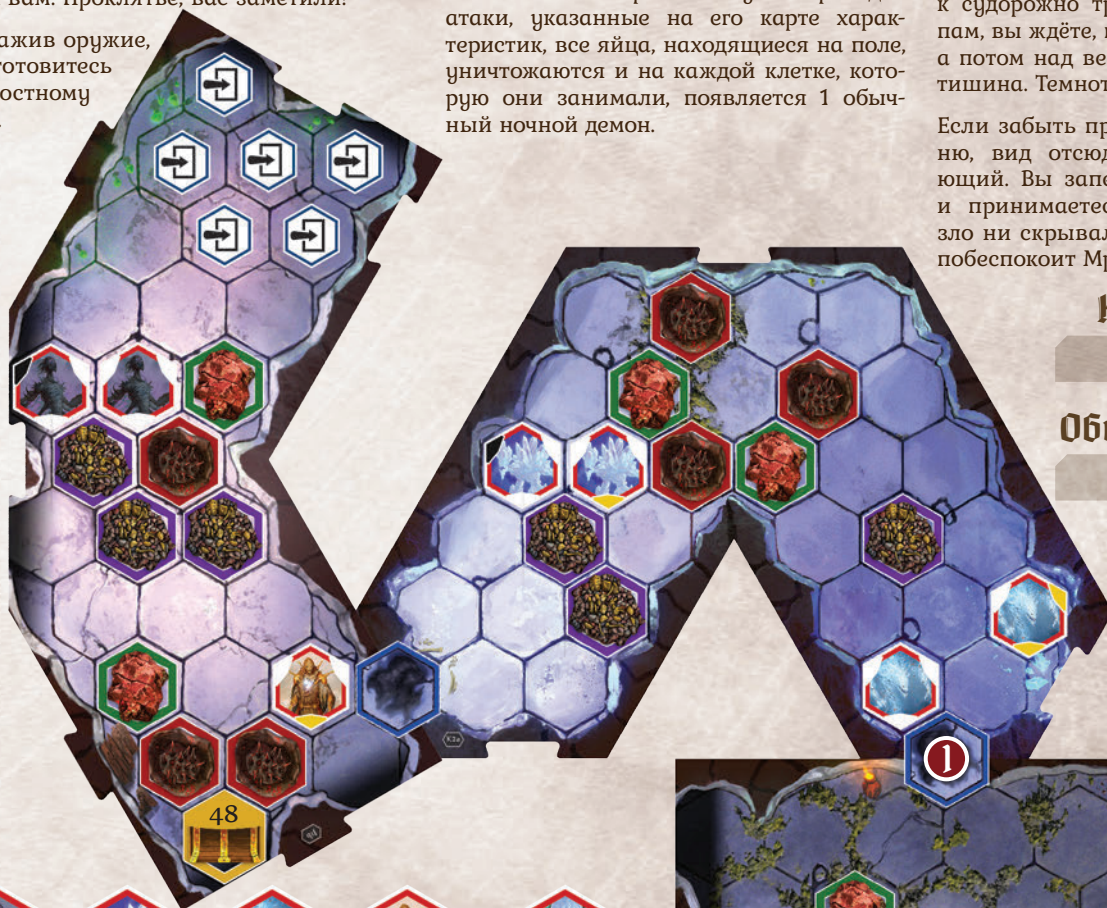 вам. Проклятье, вас заметили!
ажив оружие,
готовитесь
остному
атаки, указанные на его карте харак-
теристик, все яйца, находящиеся на поле,
уничтожаются и на каждой клетке, кото-
рую они занимали, появляется 1 обыч-
ный ночной демон.
к судорожно тр
пам, вы ждёте,
а потом над ве
тишина. Темнот
Если забыть пр
ню, вид отсюд
ющий. Вы запе
и принимаетес
зло ни скрывал
побеспокоит Мр
Об
48
K2a
1